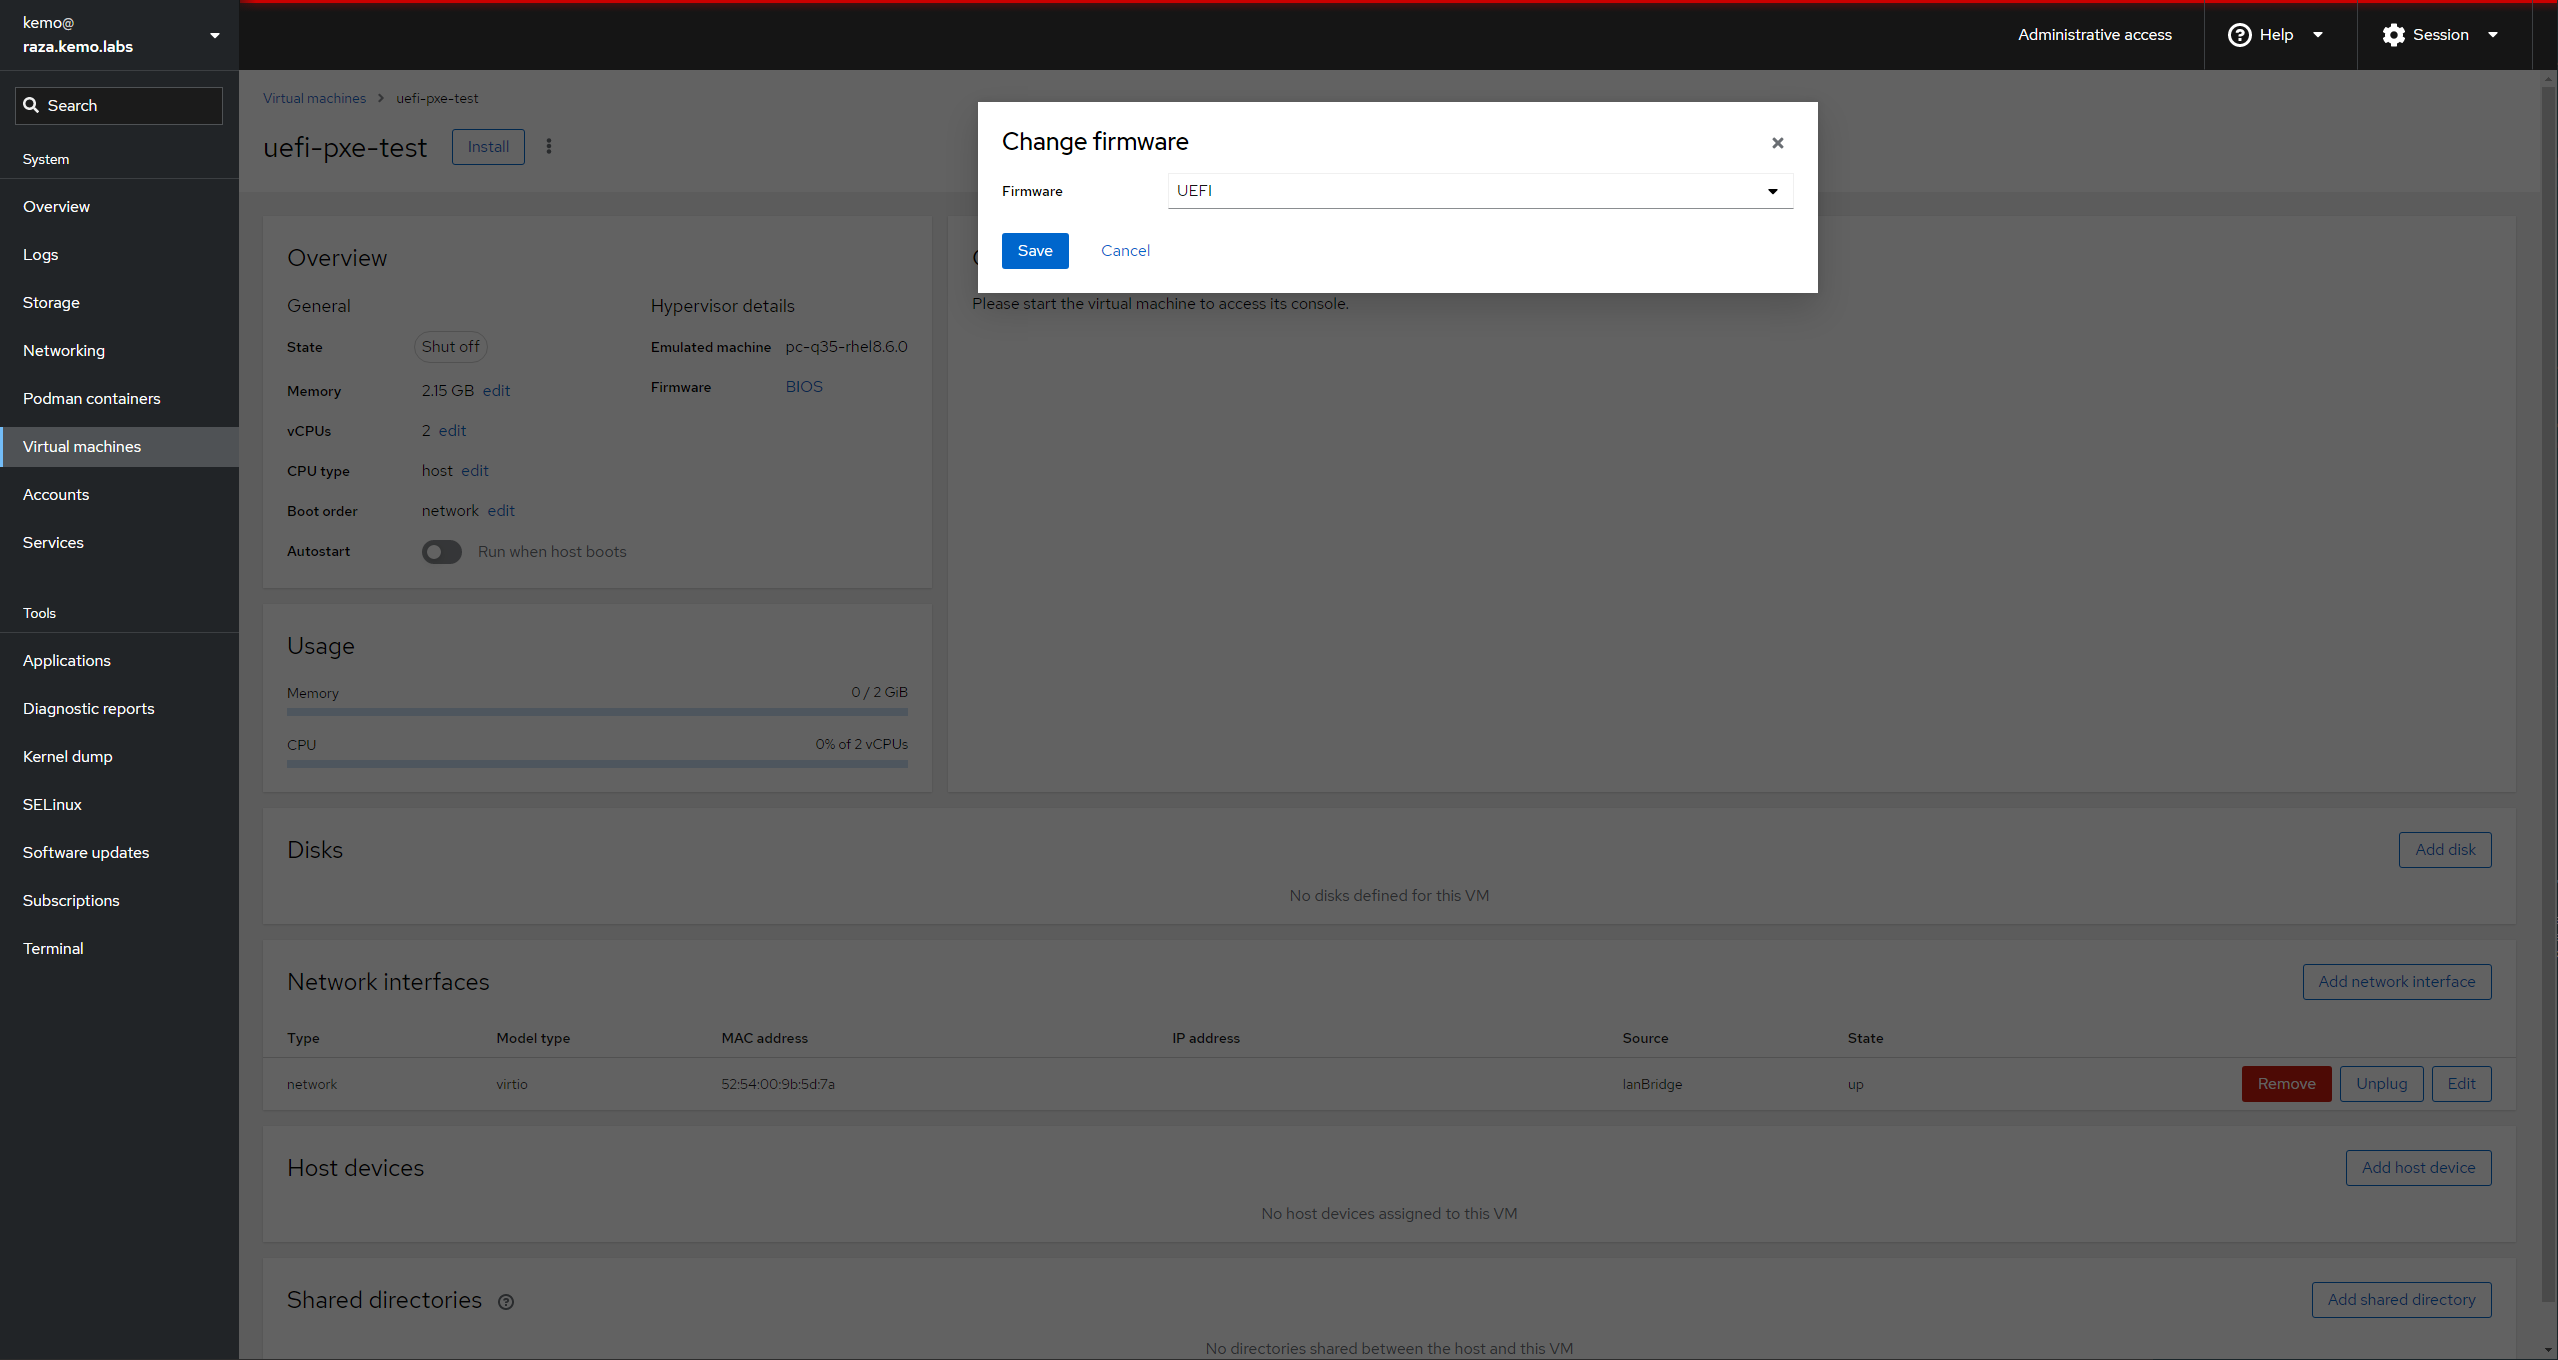 kemo@
raza.kemo.labs
Administrative access
Help
Session
Search
System
Overview
Logs
Storage
Networking
Podman containers
Virtual machines
Accounts
Services
Tools
Applications
Diagnostic reports
Kernel dump
SELinux
Software updates
Subscriptions
Terminal
Virtual machines > uefi-pxe-test
uefi-pxe-test
Install
Change firmware
Firmware UEFI
Save Cancel
Overview
General
State Shut off
Memory 2.15 GB edit
vCPUs 2 edit
CPU type host edit
Boot order network edit
Autostart Run when host boots
Hypervisor details
Emulated machine pc-q35-rhel8.6.0
Firmware BIOS
Please start the virtual machine to access its console.
Usage
Memory 0 / 2 GiB
CPU 0% of 2 vCPUs
Disks
Add disk
No disks defined for this VM
Network interfaces
Add network interface
Type Model type MAC address IP address Source State
network virtio 52:54:00:9b:5d:7a lanBridge up Remove Unplug Edit
Host devices
Add host device
No host devices assigned to this VM
Shared directories
Add shared directory
No directories shared between the host and this VM